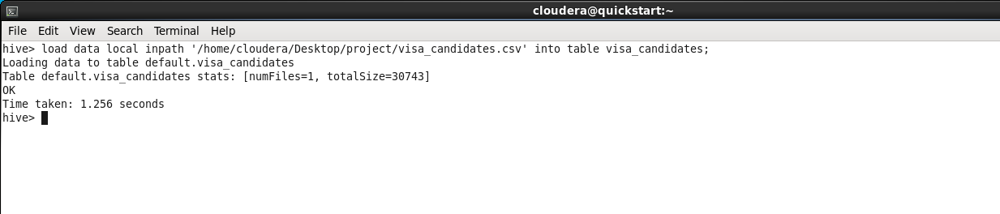 cloudera@quickstart:~
File Edit View Search Terminal Help
hive> load data local inpath '/home/cloudera/Desktop/project/visa_candidates.csv' into table visa_candidates;
Loading data to table default.visa_candidates
Table default.visa_candidates stats: [numFiles=1, totalSize=30743]
OK
Time taken: 1.256 seconds
hive>